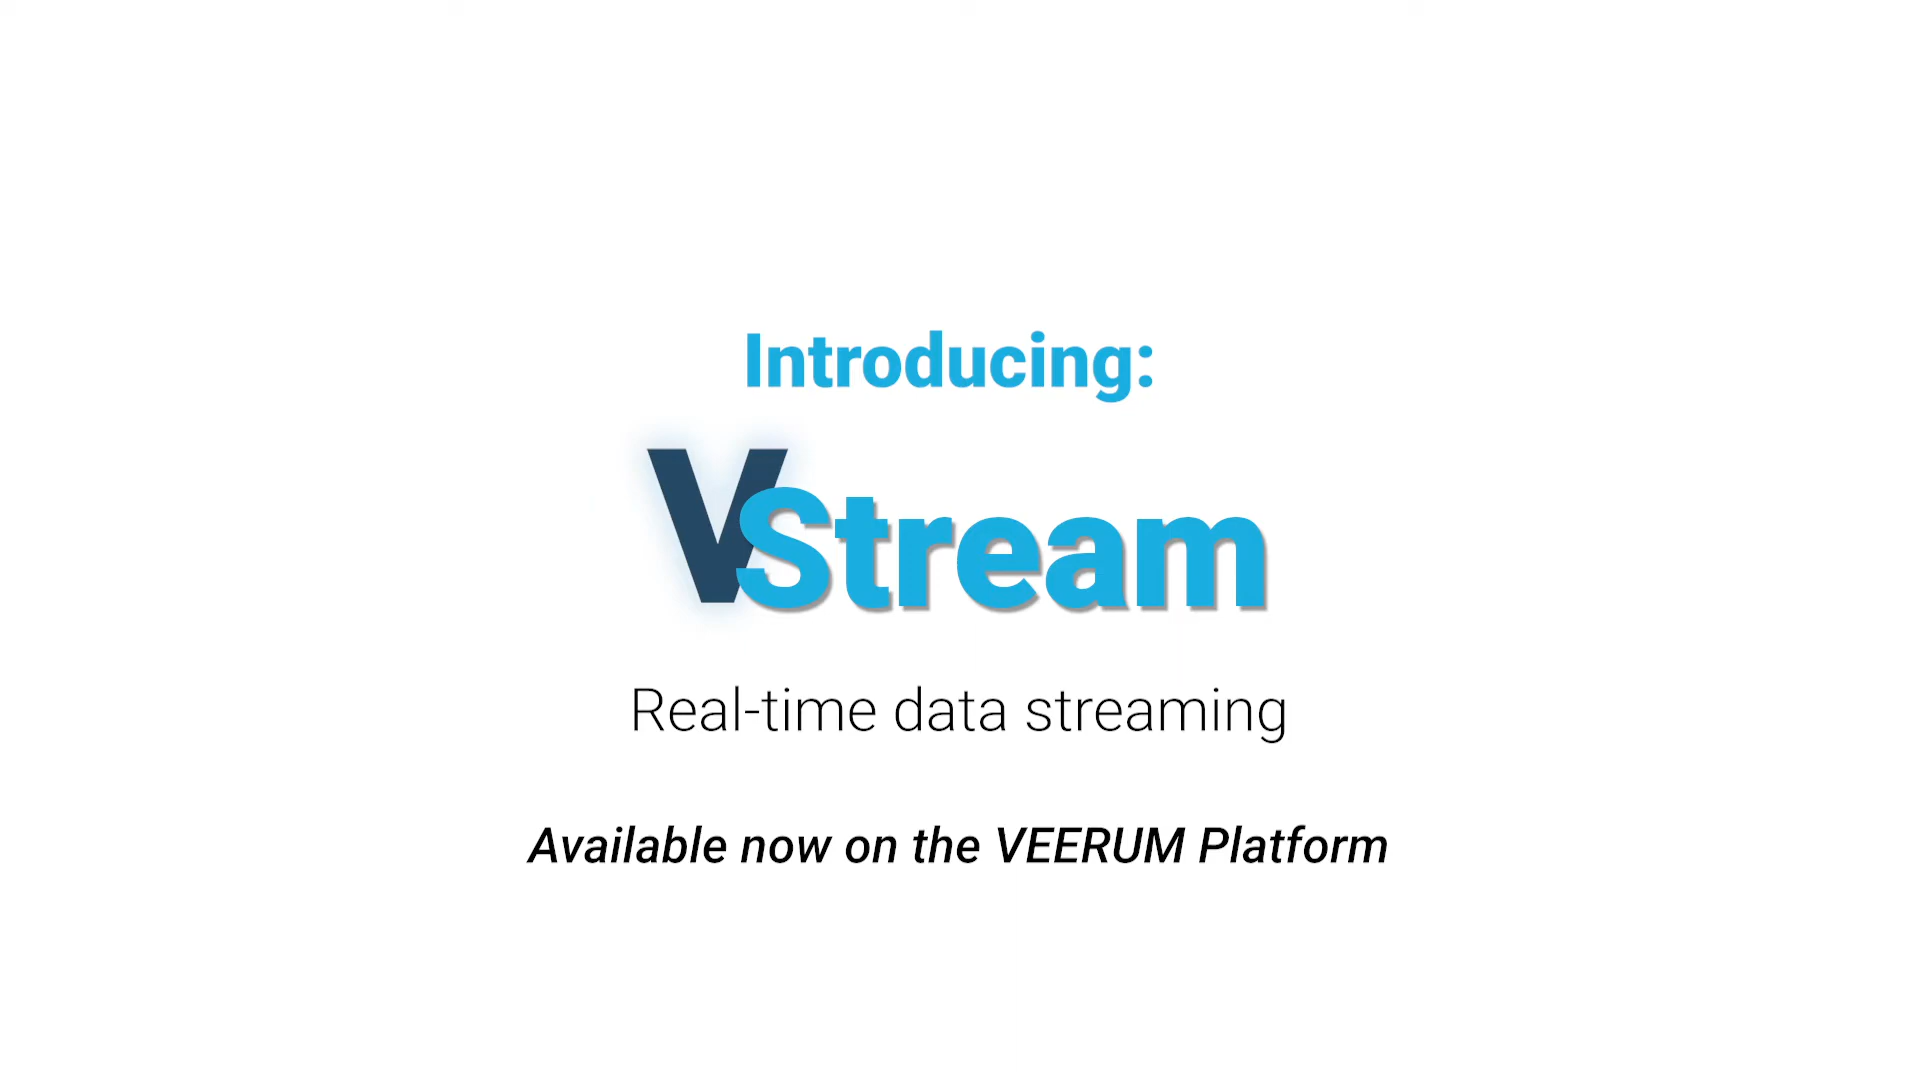 Introducing:
VStream
Real-time data streaming
Available now on the VEERUM Platform